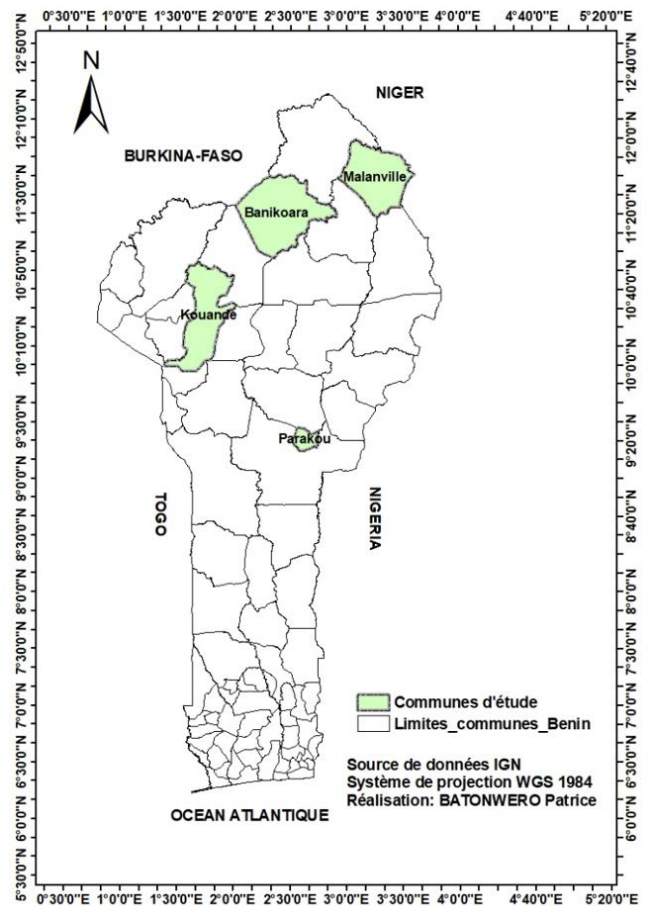 0°30'0"E 1°0'0"E 1°30'0"E 2°0'0"E 2°30'0"E 3°0'0"E 3°30'0"E 4°0'0"E 4°40'0"E 5°20'0"E
N
NIGER
BURKINA-FASO
Malanville
Banikoara
Kouande
Parakou
TOGO
NIGERIA
Communes d'étude
Limites_communes_Benin
Source de données IGN
Système de projection WGS 1984
Réalisation: BATONWERO Patrice
OCEAN ATLANTIQUE
12°50'0"N
12°10'0"N
11°30'0"N
10°50'0"N
10°10'0"N
9°30'0"N
9°0'0"N
8°30'0"N
8°0'0"N
7°30'0"N
7°0'0"N
6°30'0"N
6°0'0"N
5°30'0"N
12°40'0"N
12°0'0"N
11°20'0"N
10°40'0"N
10°0'0"N
9°20'0"N
8°40'0"N
8°0'0"N
7°30'0"N
7°0'0"N
6°30'0"N
6°0'0"N
0°30'0"E 1°0'0"E 1°30'0"E 2°0'0"E 2°30'0"E 3°0'0"E 3°30'0"E 4°0'0"E 4°40'0"E 5°20'0"E